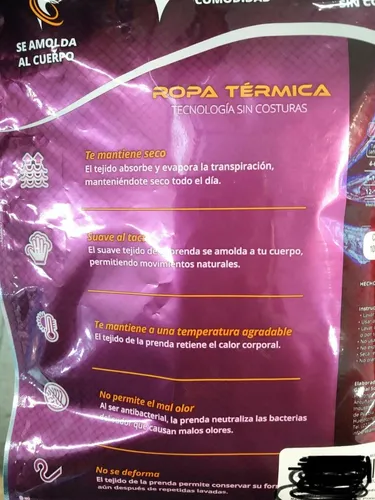 SE AMOLDA
AL CUERPO
COMODIDAD
SIN
ROPA TÉRMICA
TECNOLOGÍA SIN COSTURAS
Te mantiene seco
El tejido absorbe y evapora la transpiración,
manteniéndote seco todo el día.
Suave al
El suave tejido de prenda se amolda a tu cuerpo,
permitiendo movimientos naturales.
Te mantiene a una temperatura agradable
El tejido de la prenda retiene el calor corporal.
No permite el mal olor
Al ser antibacterial, la prenda neutraliza las bacterias
que causan malos olores.
No se deforma
El tejido de la prenda permite conservar su
aún después de repetidas lavadas.